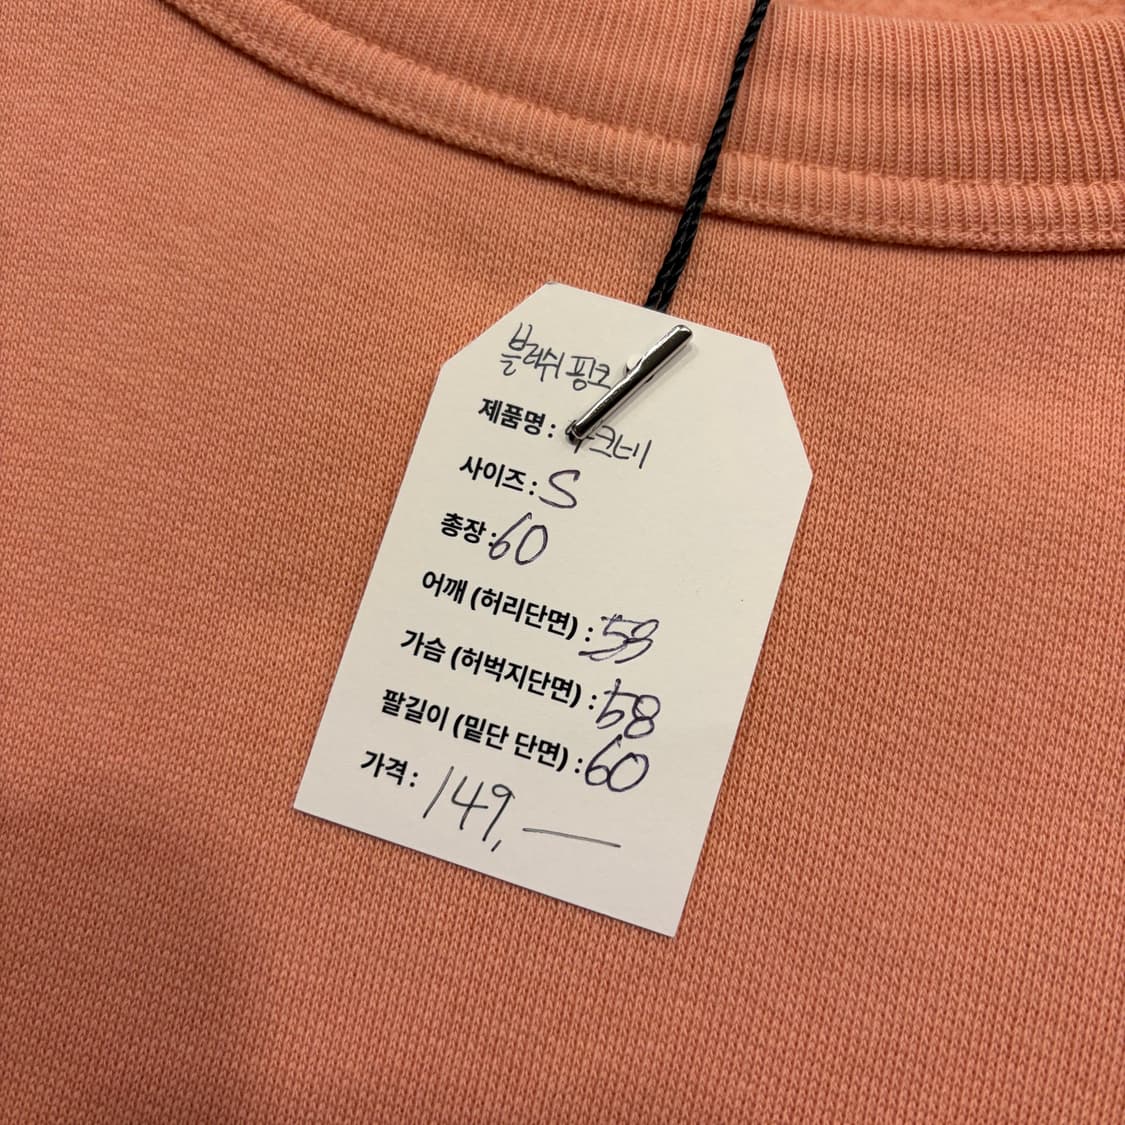 블러쉬 핑크
제품명: 크네
사이즈: S
총장: 60
어깨 (허리단면) :
가슴 (허벅지단면) : 58
팔길이 (밑단 단면) : 60
가격: 149,—